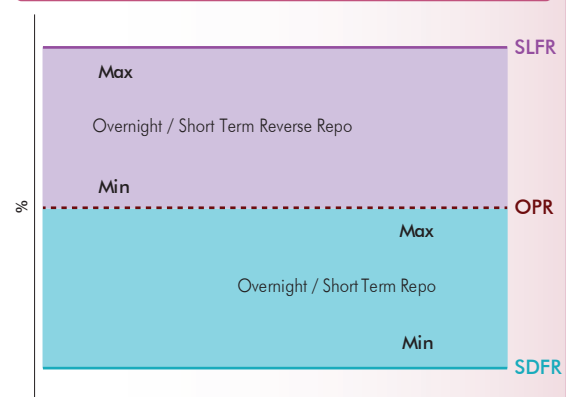 SLFR
Max
Overnight / Short Term Reverse Repo
Min
%
OPR
Max
Overnight / Short Term Repo
Min
SDFR